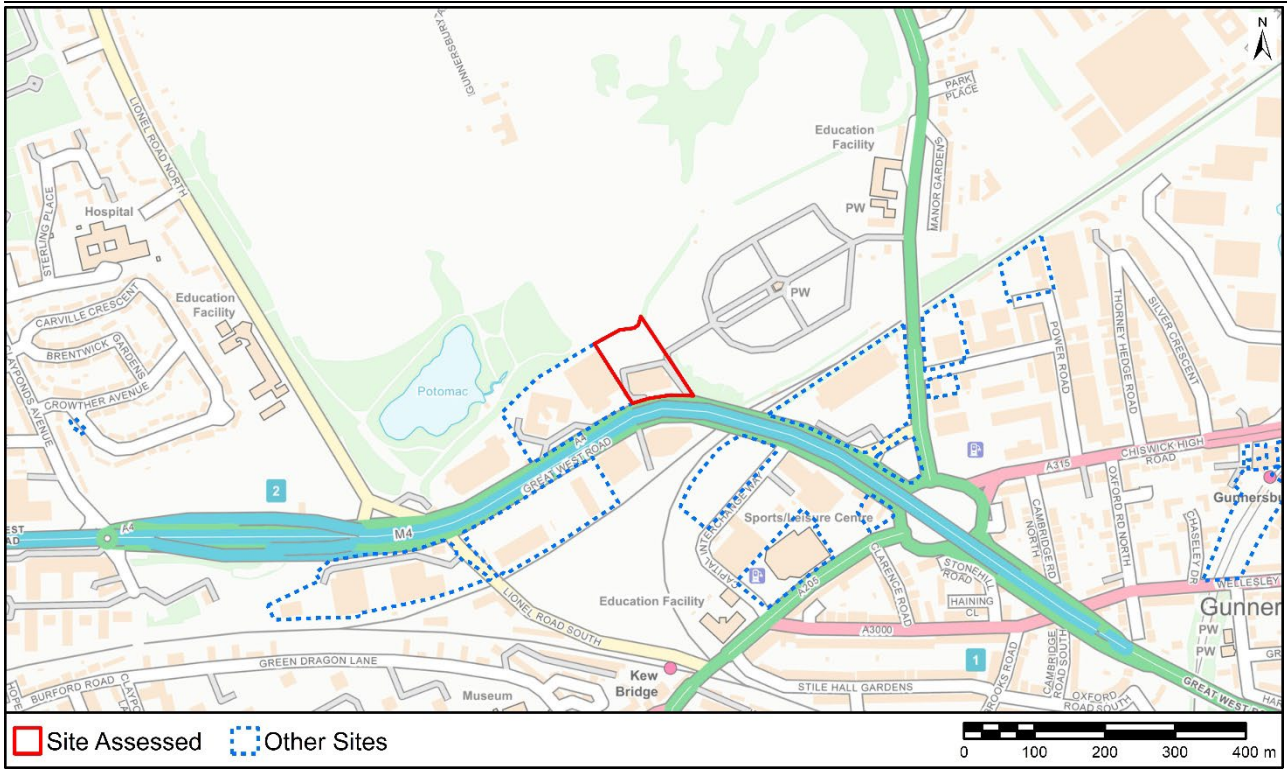 N
GUNNERSBURY A
PARK
PLACE
LIONEL ROAD NORTH
Education
Facility
MANOR GARDENS
STERLING PLACE
Hospital
PW
PW
Education
Facility
CARVILLE CRESCENT
BRENTWICK
GARDENS
CROWTHER AVENUE
CLAYPONDS AVENUE
Potomac
POWER ROAD
THORNEY HEDGE ROAD
SILVER CRESCENT
A4
GREAT WEST ROAD
2
A315
CHISWICK HIGH
ROAD
Gunnersb
A4
M4
CAPITAL INTERCHANGE WAY
Sports/Leisure Centre
CAMBRIDGE RD
NORTH
OXFORD RD NORTH
CHASELEY DR
CLARENCE ROAD
STONEHILL
ROAD
HAINING
CL
WELLESLEY
Gunner
Education Facility
A205
A3000
LIONEL ROAD SOUTH
1
PW
PW
GREEN DRAGON LANE
Kew
Bridge
BURFORD ROAD
Museum
STILE HALL GARDENS
BROOKS ROAD
CAMBRIDGE
ROAD SOUTH
OXFORD
ROAD SOUTH
GREAT WEST
Site Assessed
Other Sites
0 100 200 300 400 m